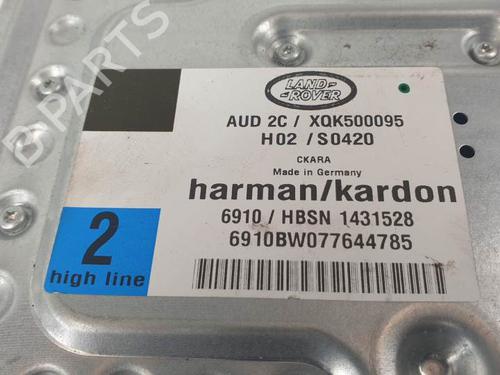 B-PARTS
LAND-
-ROVER
AUD 2C / XQK500095
H02 / S0420
CKARA
Made in Germany
harman/kardon
6910 / HBSN 1431528
6910BW077644785
2
high line